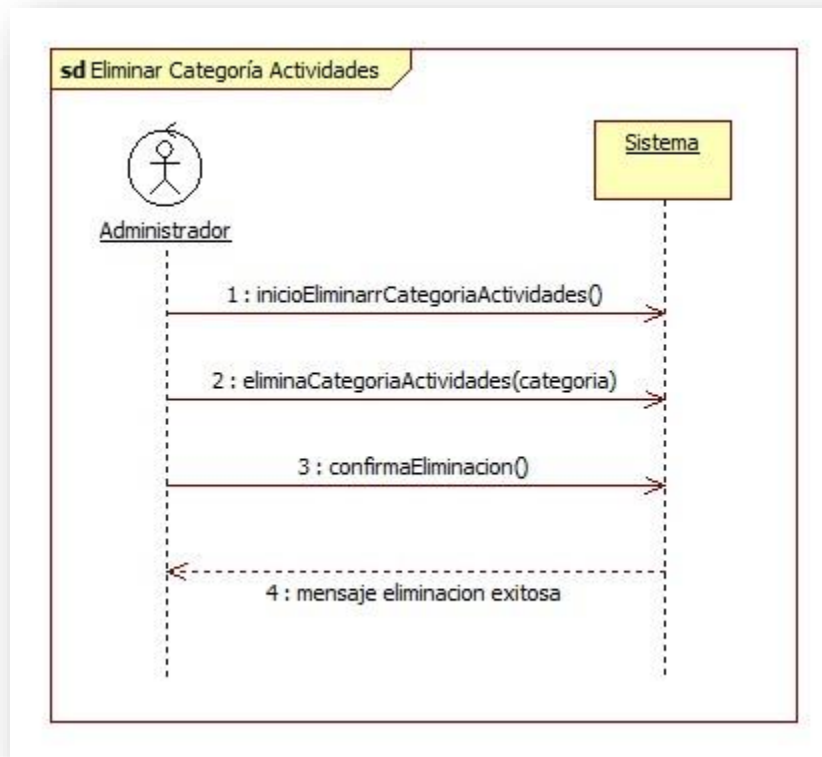 sd Eliminar Categoría Actividades
Administrador
Sistema
1 : inicioEliminarrCategoriaActividades()
2 : eliminaCategoriaActividades(categoria)
3 : confirmaEliminacion()
4 : mensaje eliminacion exitosa